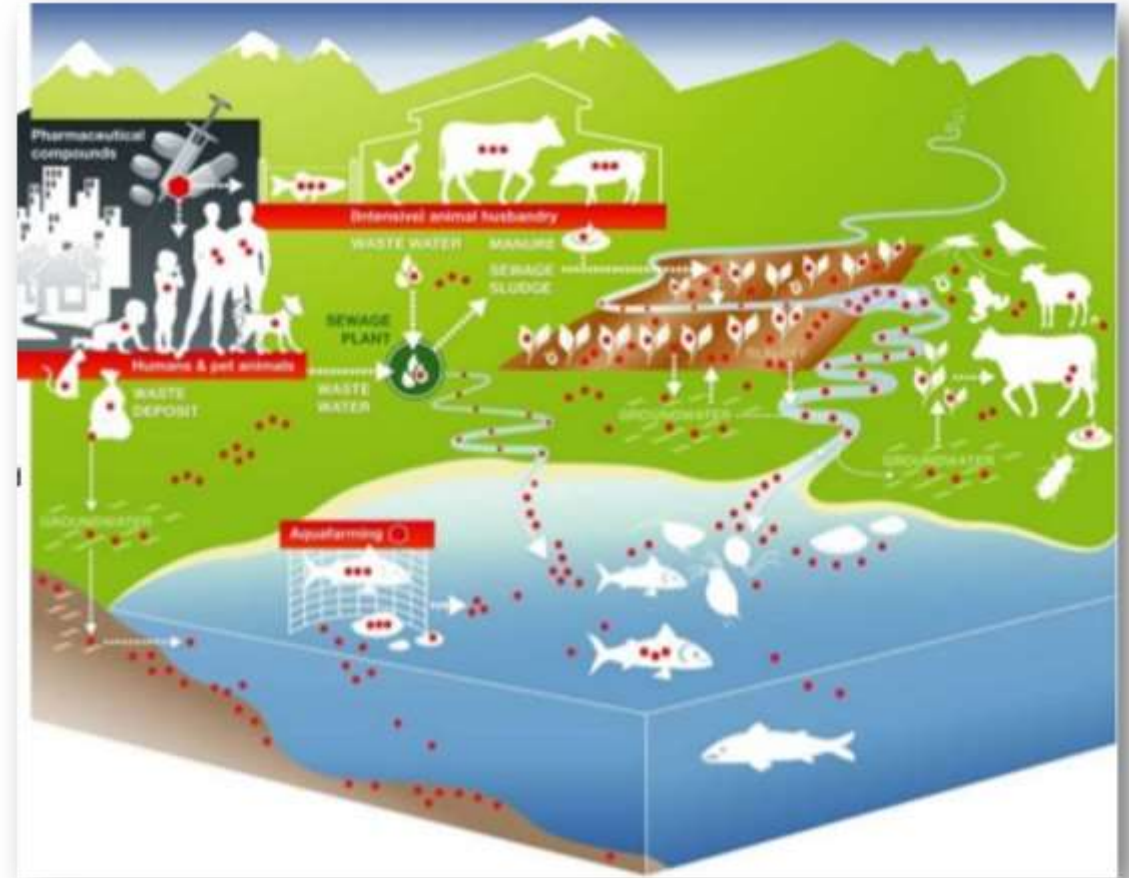 Pharmaceutical
compounds
(Intensive) animal husbandry
WASTE WATER
MANURE
SEWAGE
SLUDGE
SEWAGE
PLANT
Humans & pet animals
WASTE
DEPOSIT
WASTE
WATER
GROUNDWATER
GROUNDWATER
GROUNDWATER
Aquafarming